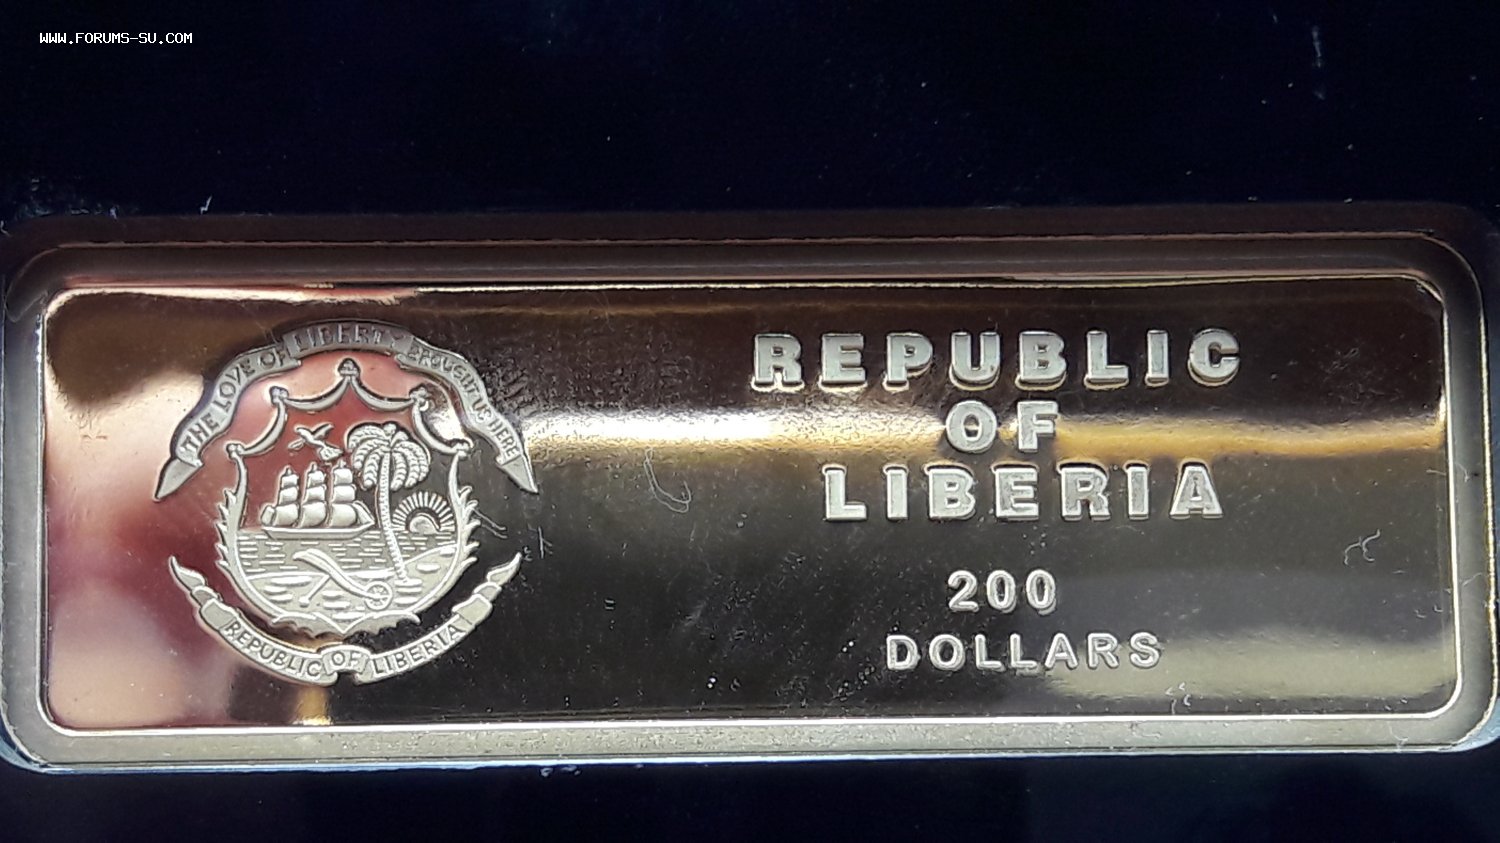 WWW.FORUMS-SU.COM
THE LOVE OF LIBERTY BROUGHT US HERE
REPUBLIC OF LIBERIA
REPUBLIC
OF
LIBERIA
200
DOLLARS